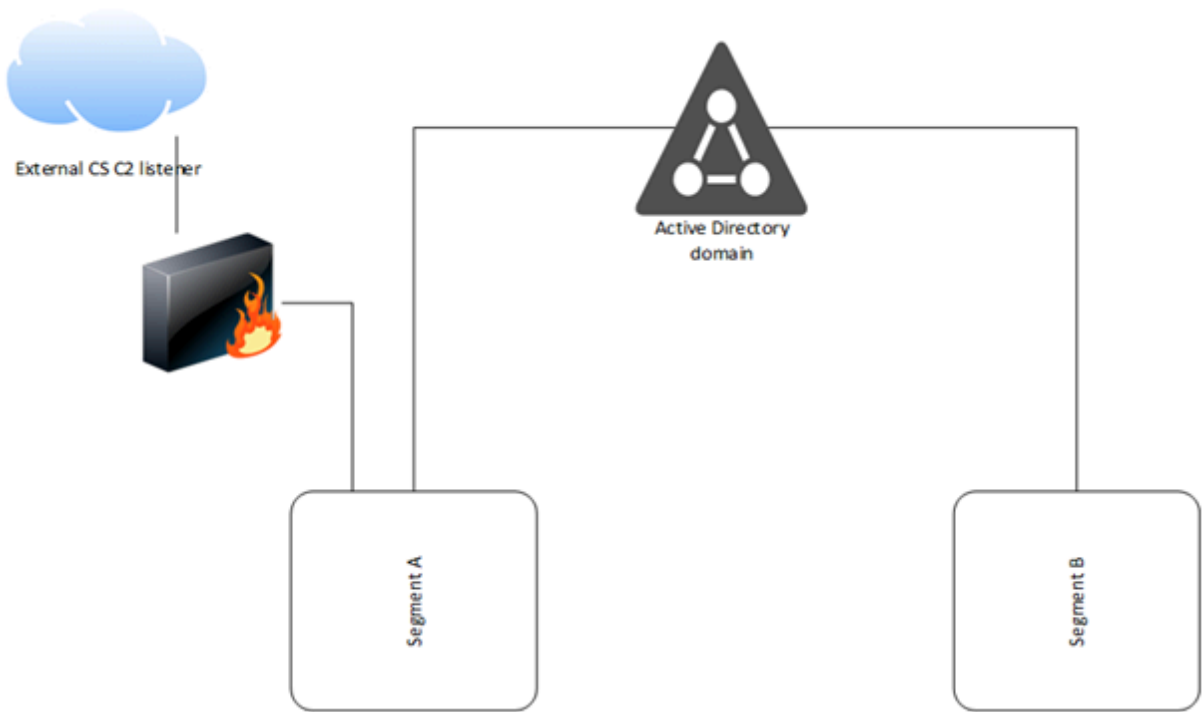 External CS C2 listener
Active Directory
domain
Segment A
Segment B